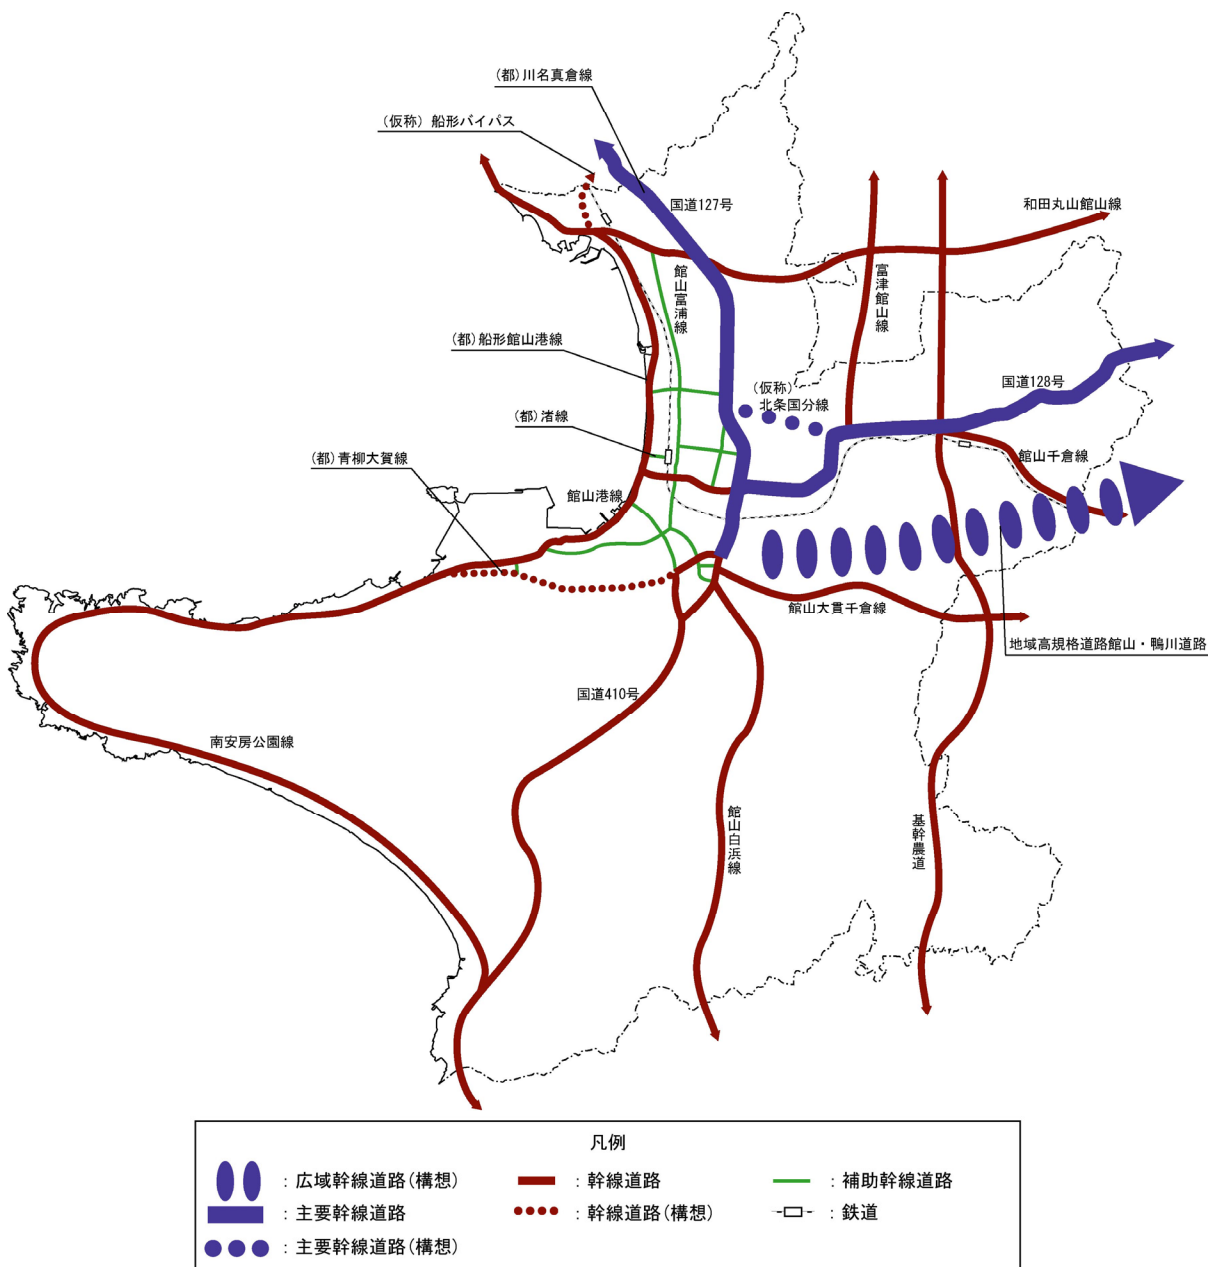 (都)川名真倉線
(仮称) 船形バイパス
国道127号
和田丸山館山線
館山富浦線
富津館山線
(都)船形館山港線
国道128号
(仮称)
北条国分線
(都)渚線
(都)青柳大賀線
館山千倉線
館山港線
館山大貫千倉線
地域高規格道路館山・鴨川道路
国道410号
南安房公園線
館山白浜線
基幹農道
凡例
:広域幹線道路(構想)
:幹線道路
:補助幹線道路
:主要幹線道路
:幹線道路(構想)
:鉄道
:主要幹線道路(構想)